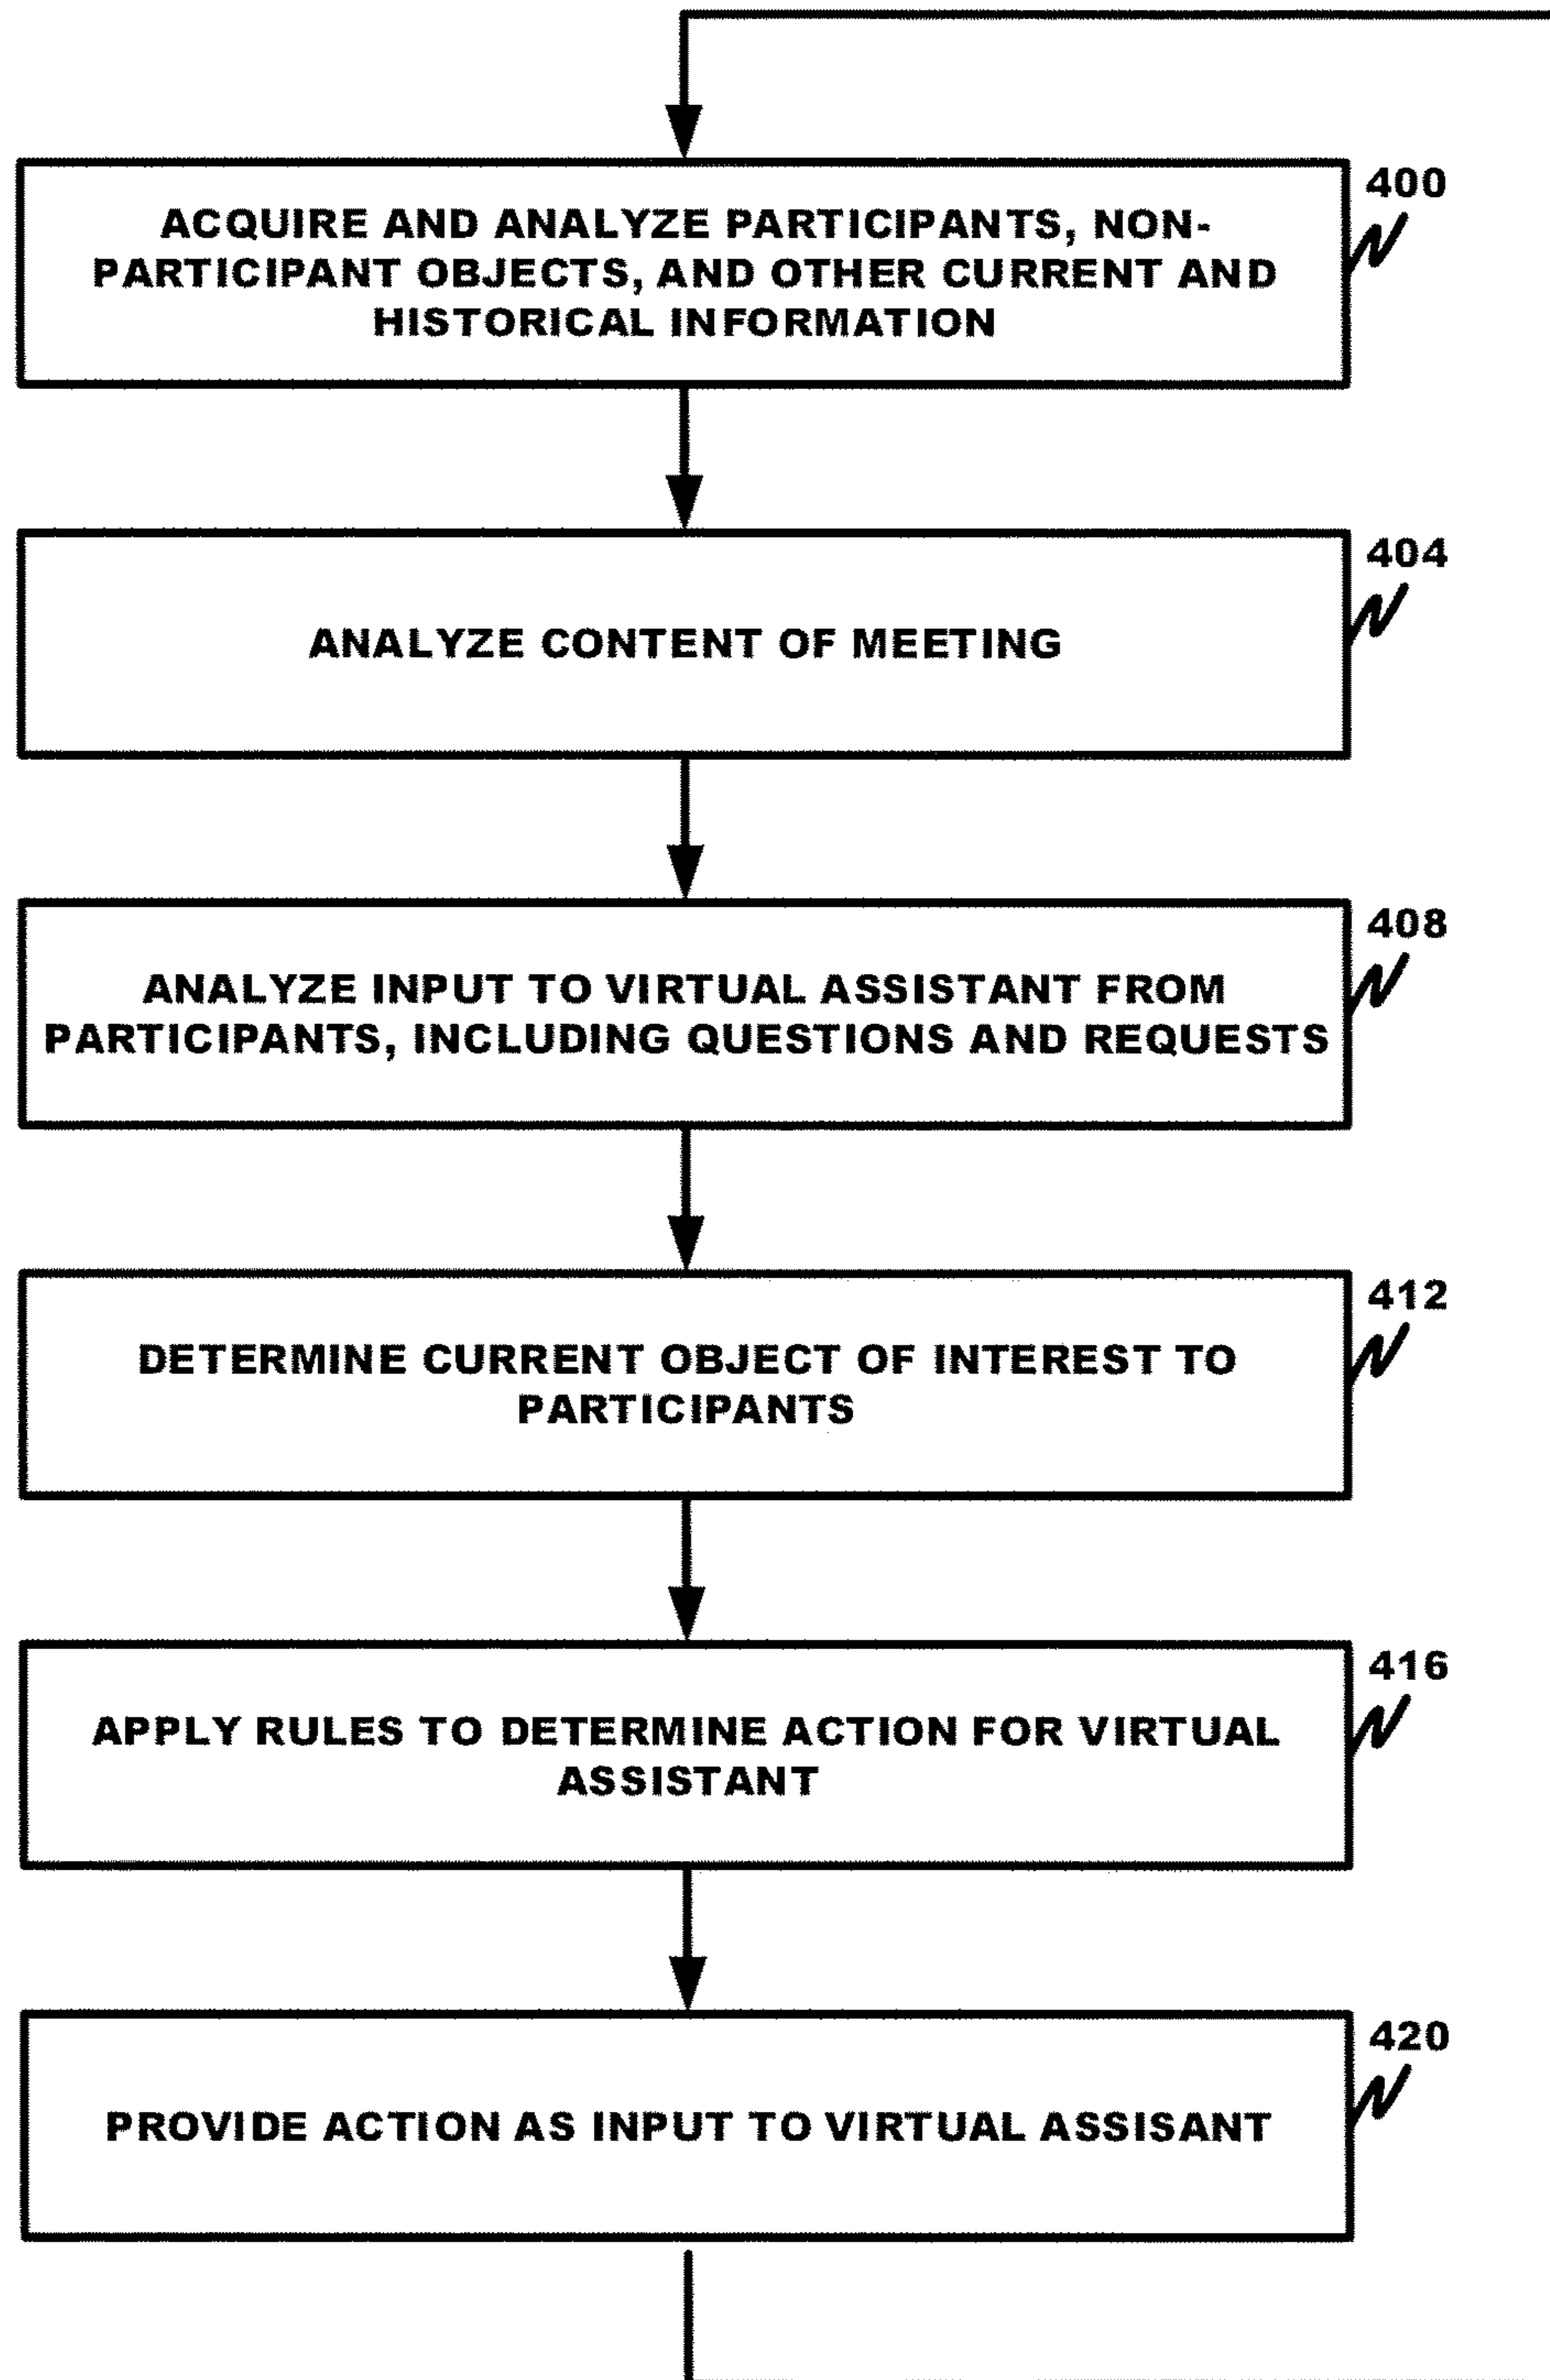 400
ACQUIRE AND ANALYZE PARTICIPANTS, NON-
PARTICIPANT OBJECTS, AND OTHER CURRENT AND
HISTORICAL INFORMATION
404
ANALYZE CONTENT OF MEETING
408
ANALYZE INPUT TO VIRTUAL ASSISTANT FROM
PARTICIPANTS, INCLUDING QUESTIONS AND REQUESTS
412
DETERMINE CURRENT OBJECT OF INTEREST TO
PARTICIPANTS
416
APPLY RULES TO DETERMINE ACTION FOR VIRTUAL
ASSISTANT
420
PROVIDE ACTION AS INPUT TO VIRTUAL ASSISANT